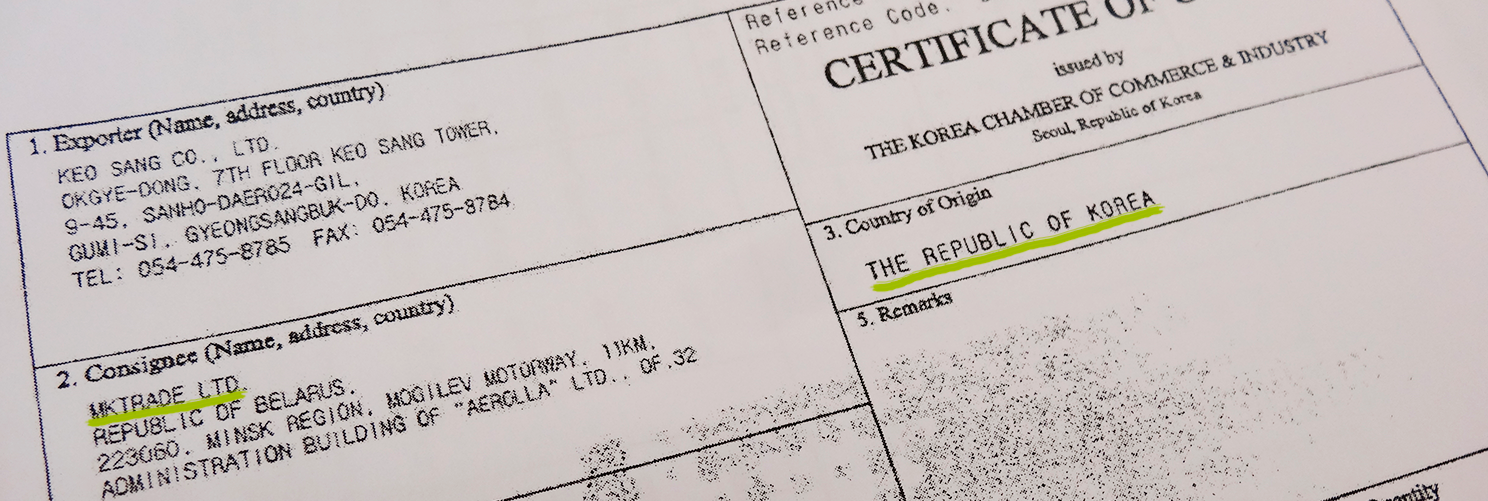 1. Exporter (Name, address, country)
KEO SANG CO., LTD.
OKGYE-DONG. 7TH FLOOR KEO SANG TOWER.
9-45. SANHO-DAERO24-GIL.
GUMI-SI. GYEONGSANGBUK-DO. KOREA
TEL: 054-475-8785 FAX: 054-475-8784
2. Consignee (Name, address, country)
MKTRADE LTD.
REPUBLIC OF BELARUS.
223060. MINSK REGION. MOGILEV MOTORWAY. 11KM.
ADMINISTRATION BUILDING OF "AEROLLA" LTD., OF.32
Reference
Reference Code.
CERTIFICATE OF
issued by
THE KOREA CHAMBER OF COMMERCE & INDUSTRY
Seoul, Republic of Korea
3. Country of Origin
THE REPUBLIC OF KOREA
5. Remarks